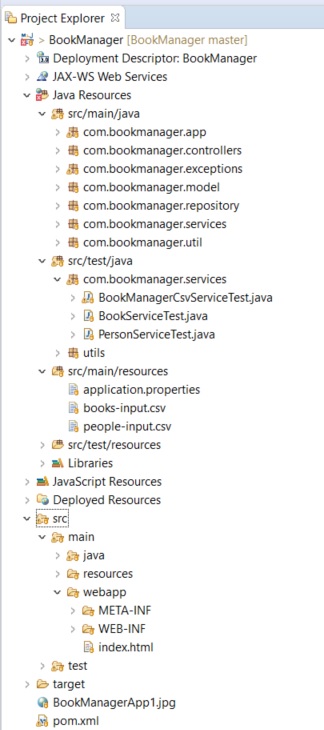 Project Explorer
> BookManager [BookManager master]
Deployment Descriptor: BookManager
JAX-WS Web Services
Java Resources
src/main/java
com.bookmanager.app
com.bookmanager.controllers
com.bookmanager.exceptions
com.bookmanager.model
com.bookmanager.repository
com.bookmanager.services
com.bookmanager.util
src/test/java
com.bookmanager.services
BookManagerCsvServiceTest.java
BookServiceTest.java
PersonServiceTest.java
utils
src/main/resources
application.properties
books-input.csv
people-input.csv
src/test/resources
Libraries
JavaScript Resources
Deployed Resources
src
main
java
resources
webapp
META-INF
WEB-INF
index.html
test
target
BookManagerApp1.jpg
pom.xml